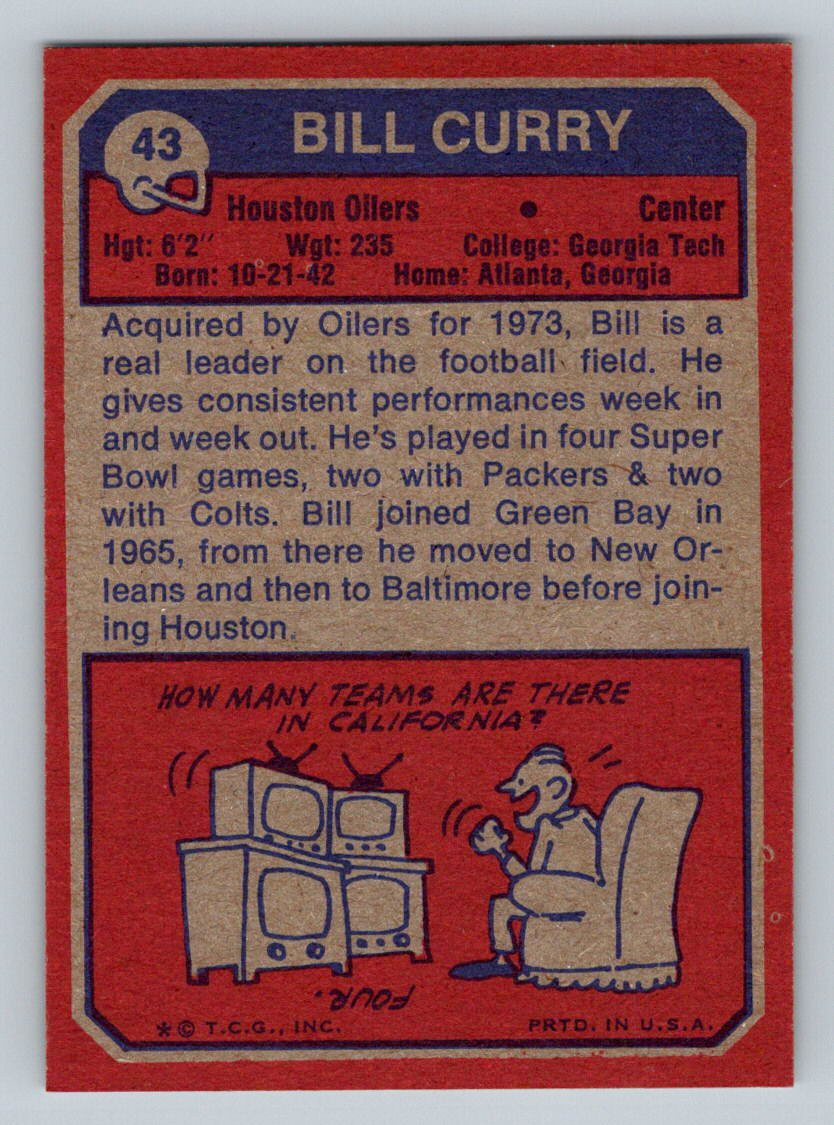 43
BILL CURRY
Houston Oilers • Center
Hgt: 6'2" Wgt: 235 College: Georgia Tech
Born: 10-21-42 Home: Atlanta, Georgia
Acquired by Oilers for 1973, Bill is a
real leader on the football field. He
gives consistent performances week in
and week out. He's played in four Super
Bowl games, two with Packers & two
with Colts. Bill joined Green Bay in
1965, from there he moved to New Or-
leans and then to Baltimore before join-
ing Houston.
HOW MANY TEAMS ARE THERE
IN CALIFORNIA?
FOUR.
* © T.C.G., INC. PRTD. IN U.S.A.